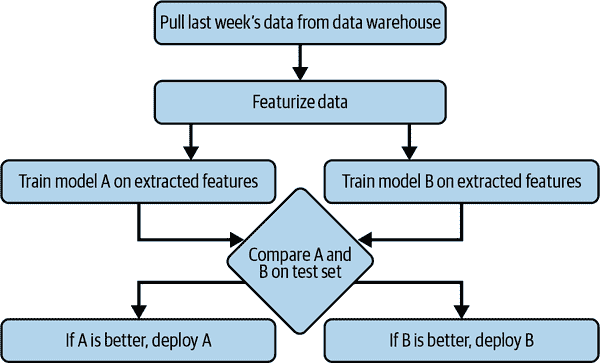 Pull last week's data from data warehouse
Featurize data
Train model A on extracted features
Train model B on extracted features
Compare A and
B on test set
If A is better, deploy A
If B is better, deploy B